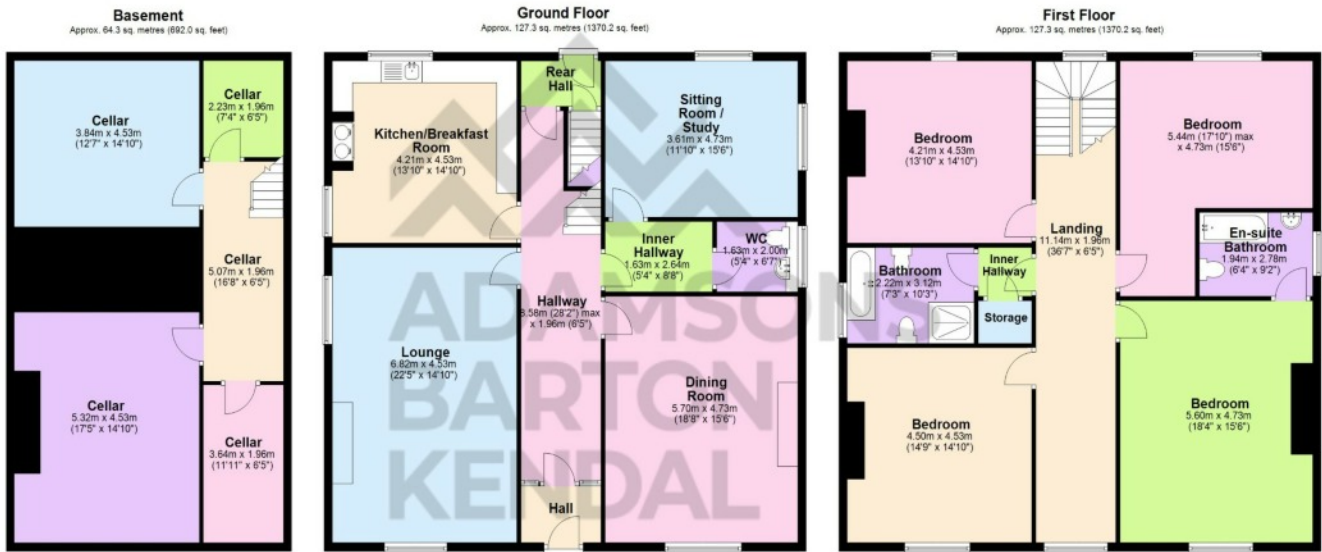 Basement
Approx. 64.3 sq. metres (692.0 sq. feet)
Cellar
3.84m x 4.53m
(12'7" x 14'10")
Cellar
2.23m x 1.96m
(7'4" x 6'5")
Cellar
5.07m x 1.96m
(16'8" x 6'5")
Cellar
5.32m x 4.53m
(17'5" x 14'10")
Cellar
3.64m x 1.96m
(11'11" x 6'5")
Ground Floor
Approx. 127.3 sq. metres (1370.2 sq. feet)
Kitchen/Breakfast
Room
4.21m x 4.53m
(13'10" x 14'10")
Rear
Hall
Sitting
Room /
Study
3.61m x 4.73m
(11'10" x 15'6")
Inner
Hallway
1.63m x 2.64m
(5'4" x 8'8")
WC
1.63m x 2.00m
(5'4" x 6'7")
Hallway
8.58m (28'2") max
x 1.96m (6'5")
Lounge
6.82m x 4.53m
(22'5" x 14'10")
Dining
Room
5.70m x 4.73m
(18'8" x 15'6")
Hall
First Floor
Approx. 127.3 sq. metres (1370.2 sq. feet)
Bedroom
4.21m x 4.53m
(13'10" x 14'10")
Bedroom
5.44m (17'10") max
x 4.73m (15'6")
Landing
11.14m x 1.96m
(36'7" x 6'5")
En-suite
Bathroom
1.94m x 2.78m
(6'4" x 9'2")
Bathroom
2.22m x 3.12m
(7'3" x 10'3")
Inner
Hallway
Storage
Bedroom
4.50m x 4.53m
(14'9" x 14'10")
Bedroom
5.60m x 4.73m
(18'4" x 15'6")
ADAMSONS
BARTON
KENDAL